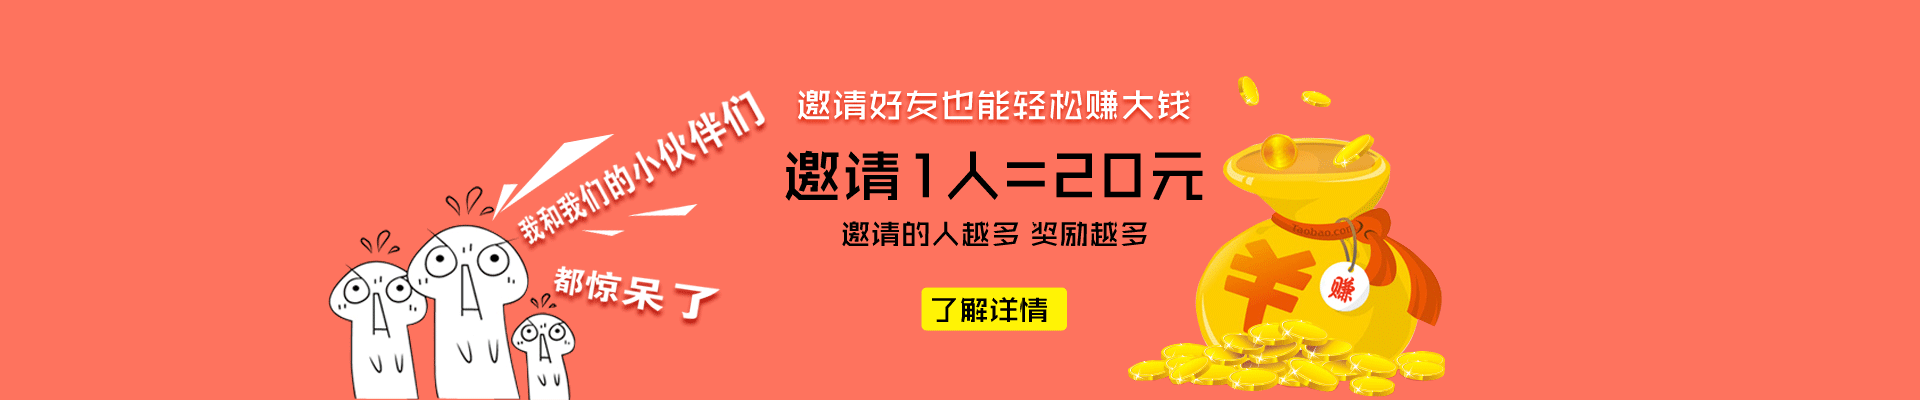 我和我们的小伙伴们
都惊呆了
邀请好友也能轻松赚大钱
邀请1人=20元
邀请的人越多 奖励越多
了解详情
Taobao.com
赚